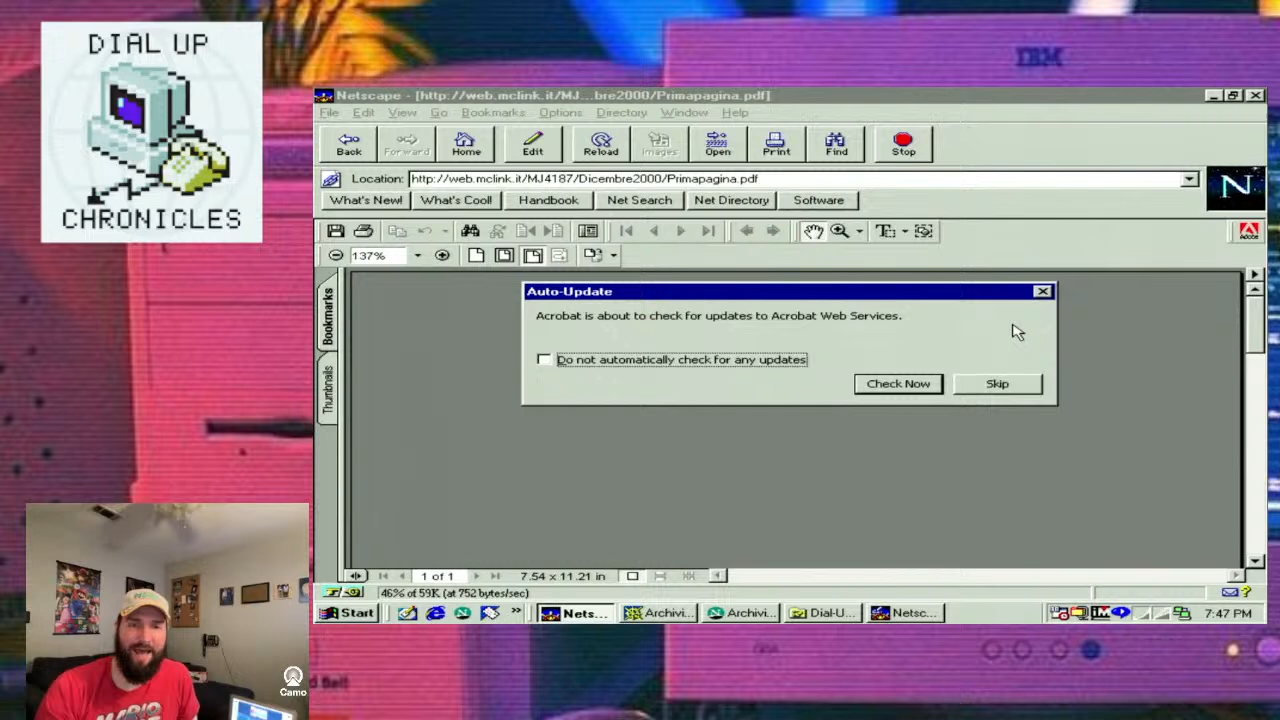 DIAL UP
CHRONICLES
IBM
Netscape - [http://web.mclink.it/MJ...bre2000/Primapagina.pdf]
File Edit View Go Bookmarks Options Directory Window Help
Back Forward Home Edit Reload Images Open Print Find Stop
Location: http://web.mclink.it/MJ4187/Dicembre2000/Primapagina.pdf
N
What's New! What's Cool! Handbook Net Search Net Directory Software
137%
Bookmarks
Thumbnails
Auto-Update
Acrobat is about to check for updates to Acrobat Web Services.
Do not automatically check for any updates
Check Now Skip
1 of 1 7.54 x 11.21 in
46% of 59K (at 752 bytes/sec)
Start Nets... Archivi... Archivi... Dial-U... Netsc... 7:47 PM
Camo
Bell